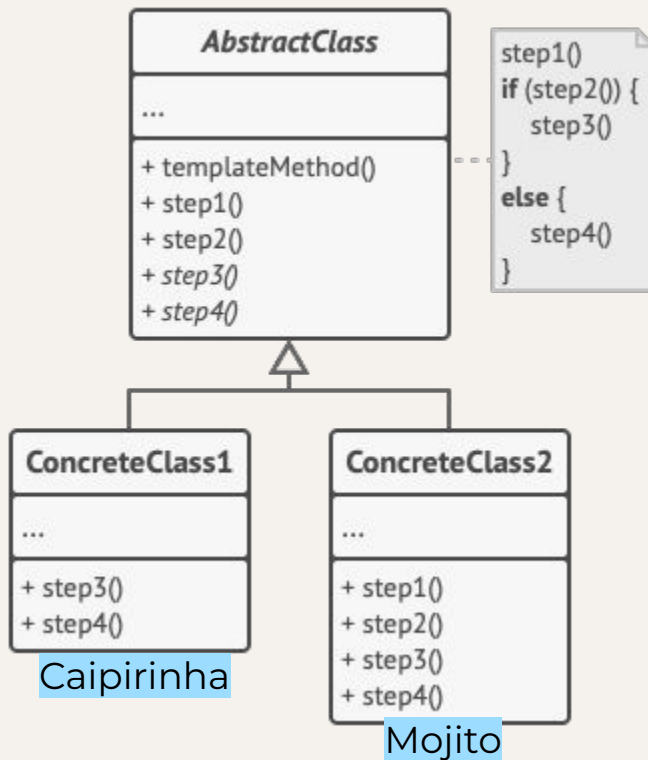 AbstractClass
...
+ templateMethod()
+ step1()
+ step2()
+ step3()
+ step4()
step1()
if (step2()) {
step3()
}
else {
step4()
}
ConcreteClass1
...
+ step3()
+ step4()
Caipirinha
ConcreteClass2
...
+ step1()
+ step2()
+ step3()
+ step4()
Mojito